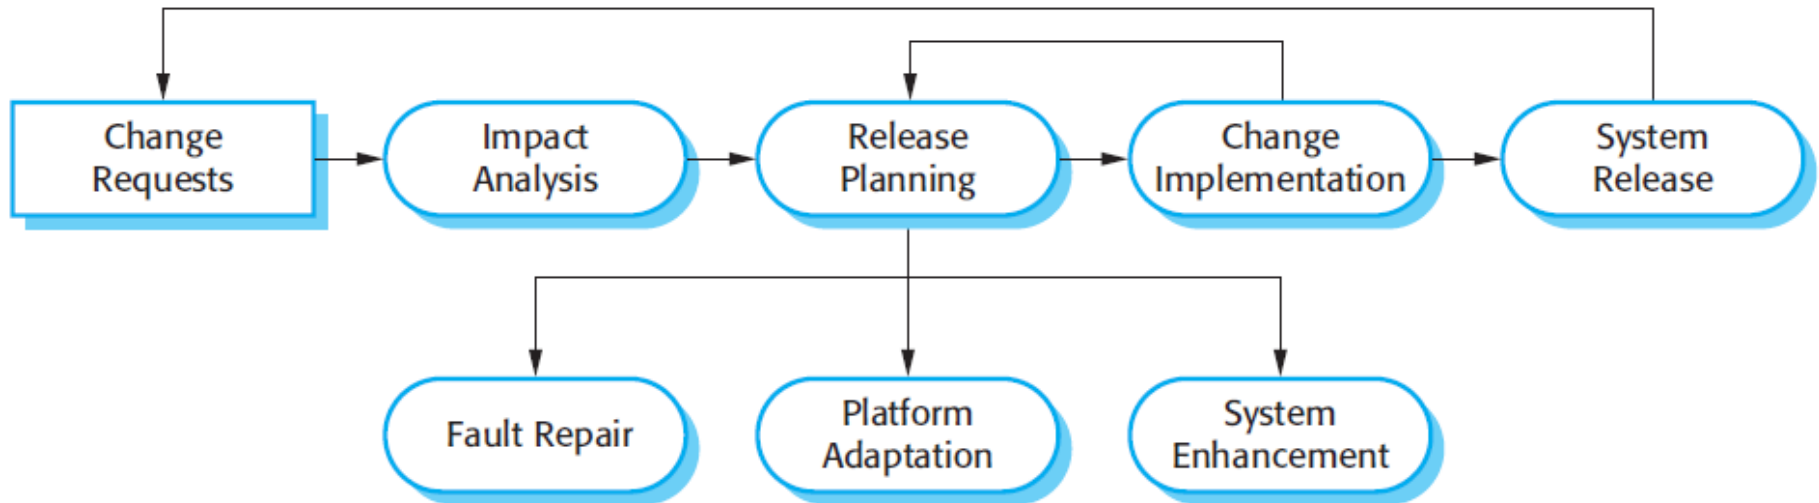 Change
Requests
Impact
Analysis
Release
Planning
Change
Implementation
System
Release
Fault Repair
Platform
Adaptation
System
Enhancement